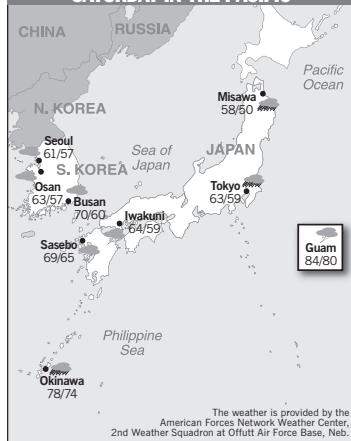 SATURDAY IN THE PACIFIC
CHINA
RUSSIA
Pacific
Ocean
N. KOREA
Misawa
58/50
Seoul
61/57
Sea of
Japan
JAPAN
S. KOREA
Osan
63/57
Busan
70/60
Tokyo
63/59
Iwakuni
64/59
Sasebo
69/65
Guam
84/80
Philippine
Sea
Okinawa
78/74
The weather is provided by the
American Forces Network Weather Center,
2nd Weather Squadron at Offutt Air Force Base, Neb.